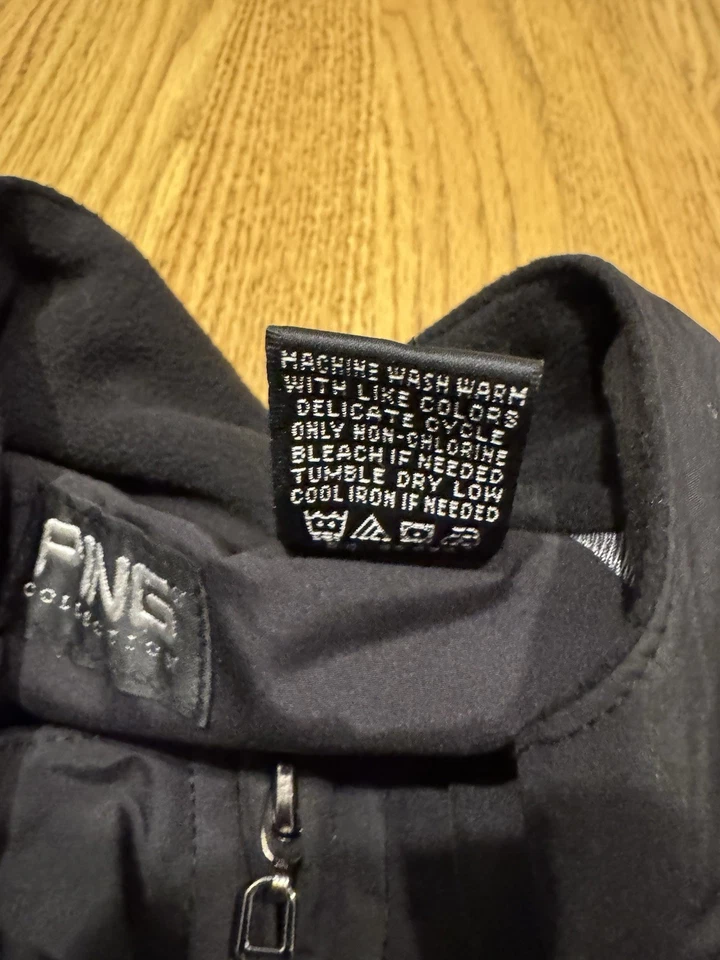 MACHINE WASH WARM
WITH LIKE COLORS
DELICATE CYCLE
ONLY NON-CHLORINE
BLEACH IF NEEDED
TUMBLE DRY LOW
COOL IRON IF NEEDED
PING
COLLECTION